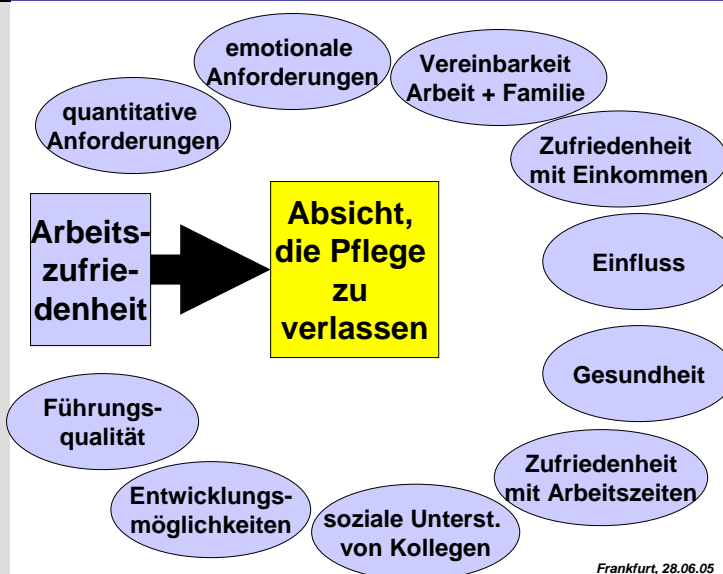 emotionale
Anforderungen
Vereinbarkeit
Arbeit + Familie
quantitative
Anforderungen
Zufriedenheit
mit Einkommen
Arbeits-
zufrie-
denheit
Absicht,
die Pflege
zu
verlassen
Einfluss
Gesundheit
Führungs-
qualität
Zufriedenheit
mit Arbeitszeiten
Entwicklungs-
möglichkeiten
soziale Unterst.
von Kollegen
Frankfurt, 28.06.05